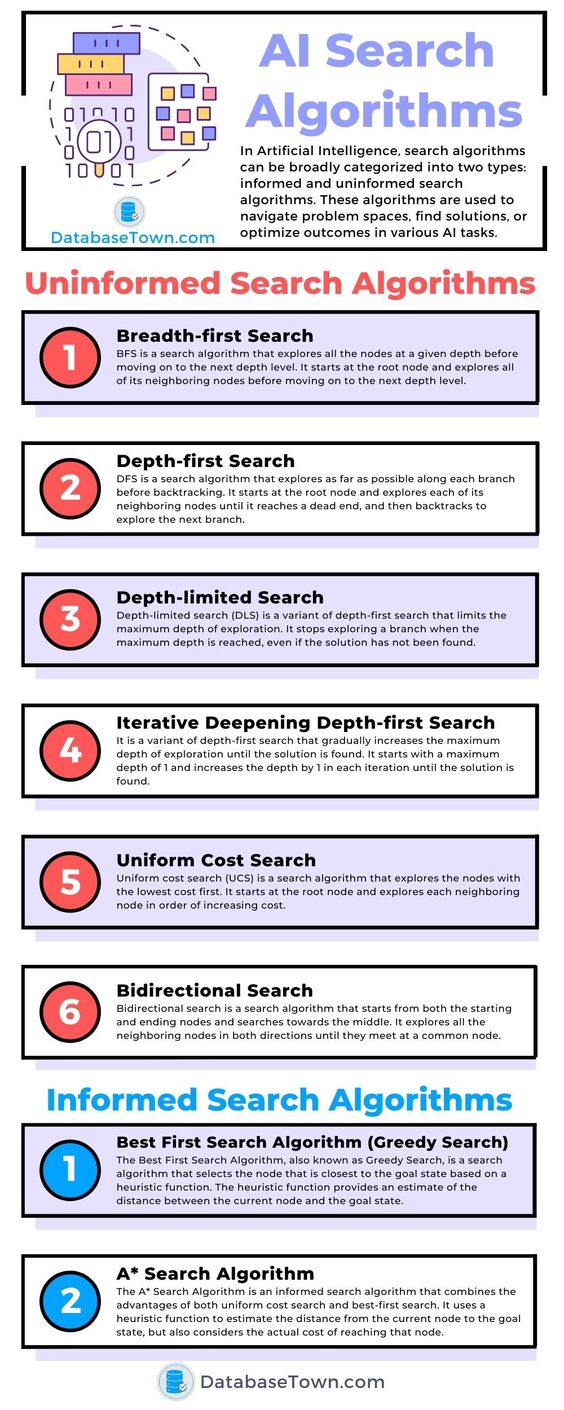 AI Search
Algorithms
01
In Artificial Intelligence, search algorithms
can be broadly categorized into two types:
informed and uninformed search
algorithms. These algorithms are used to
navigate problem spaces, find solutions, or
optimize outcomes in various AI tasks.
DatabaseTown.com
Uninformed Search Algorithms
1
Breadth-first Search
BFS is a search algorithm that explores all the nodes at a given depth before
moving on to the next depth level. It starts at the root node and explores all
of its neighboring nodes before moving on to the next depth level.
2
Depth-first Search
DFS is a search algorithm that explores as far as possible along each branch
before backtracking. It starts at the root node and explores each of its
neighboring nodes until it reaches a dead end, and then backtracks to
explore the next branch.
3
Depth-limited Search
Depth-limited search (DLS) is a variant of depth-first search that limits the
maximum depth of exploration. It stops exploring a branch when the
maximum depth is reached, even if the solution has not been found.
4
Iterative Deepening Depth-first Search
It is a variant of depth-first search that gradually increases the maximum
depth of exploration until the solution is found. It starts with a maximum
depth of 1 and increases the depth by 1 in each iteration until the solution is
found.
5
Uniform Cost Search
Uniform cost search (UCS) is a search algorithm that explores the nodes with
the lowest cost first. It starts at the root node and explores each neighboring
node in order of increasing cost.
6
Bidirectional Search
Bidirectional search is a search algorithm that starts from both the starting
and ending nodes and searches towards the middle. It explores all the
neighboring nodes in both directions until they meet at a common node.
Informed Search Algorithms
1
Best First Search Algorithm (Greedy Search)
The Best First Search Algorithm, also known as Greedy Search, is a search
algorithm that selects the node that is closest to the goal state based on a
heuristic function. The heuristic function provides an estimate of the
distance between the current node and the goal state.
2
A* Search Algorithm
The A* Search Algorithm is an informed search algorithm that combines the
advantages of both uniform cost search and best-first search. It uses a
heuristic function to estimate the distance from the current node to the goal
state, but also considers the actual cost of reaching that node.
DatabaseTown.com